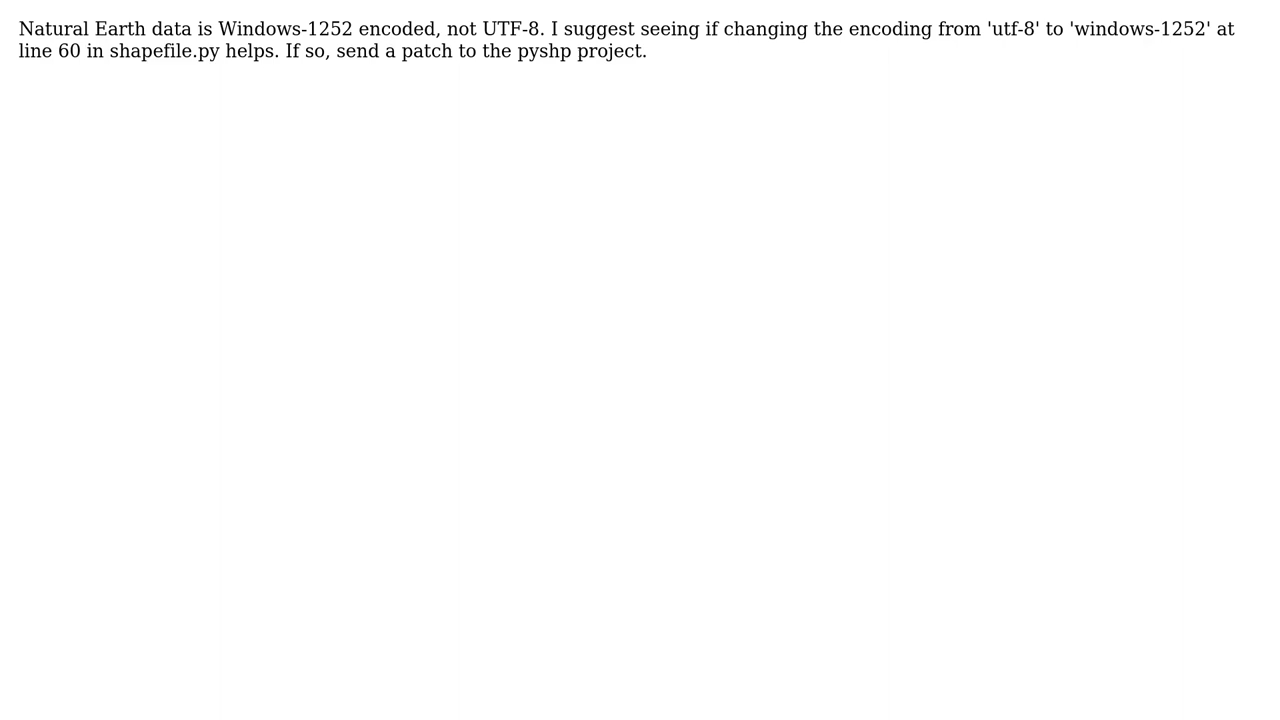 Natural Earth data is Windows-1252 encoded, not UTF-8. I suggest seeing if changing the encoding from 'utf-8' to 'windows-1252' at
line 60 in shapefile.py helps. If so, send a patch to the pyshp project.